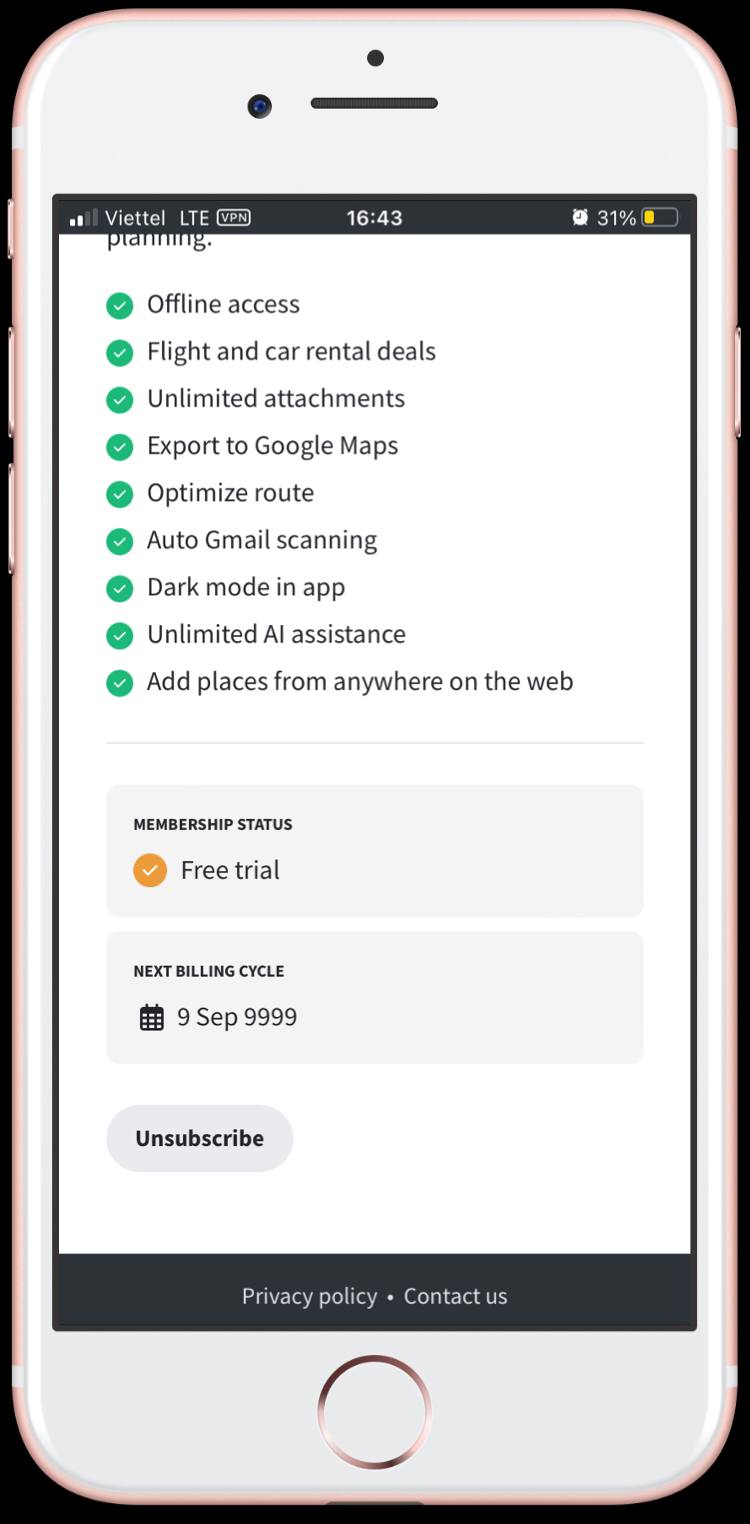 Viettel LTE VPN 16:43 31%
planning.
Offline access
Flight and car rental deals
Unlimited attachments
Export to Google Maps
Optimize route
Auto Gmail scanning
Dark mode in app
Unlimited AI assistance
Add places from anywhere on the web
MEMBERSHIP STATUS
Free trial
NEXT BILLING CYCLE
9 Sep 9999
Unsubscribe
Privacy policy • Contact us